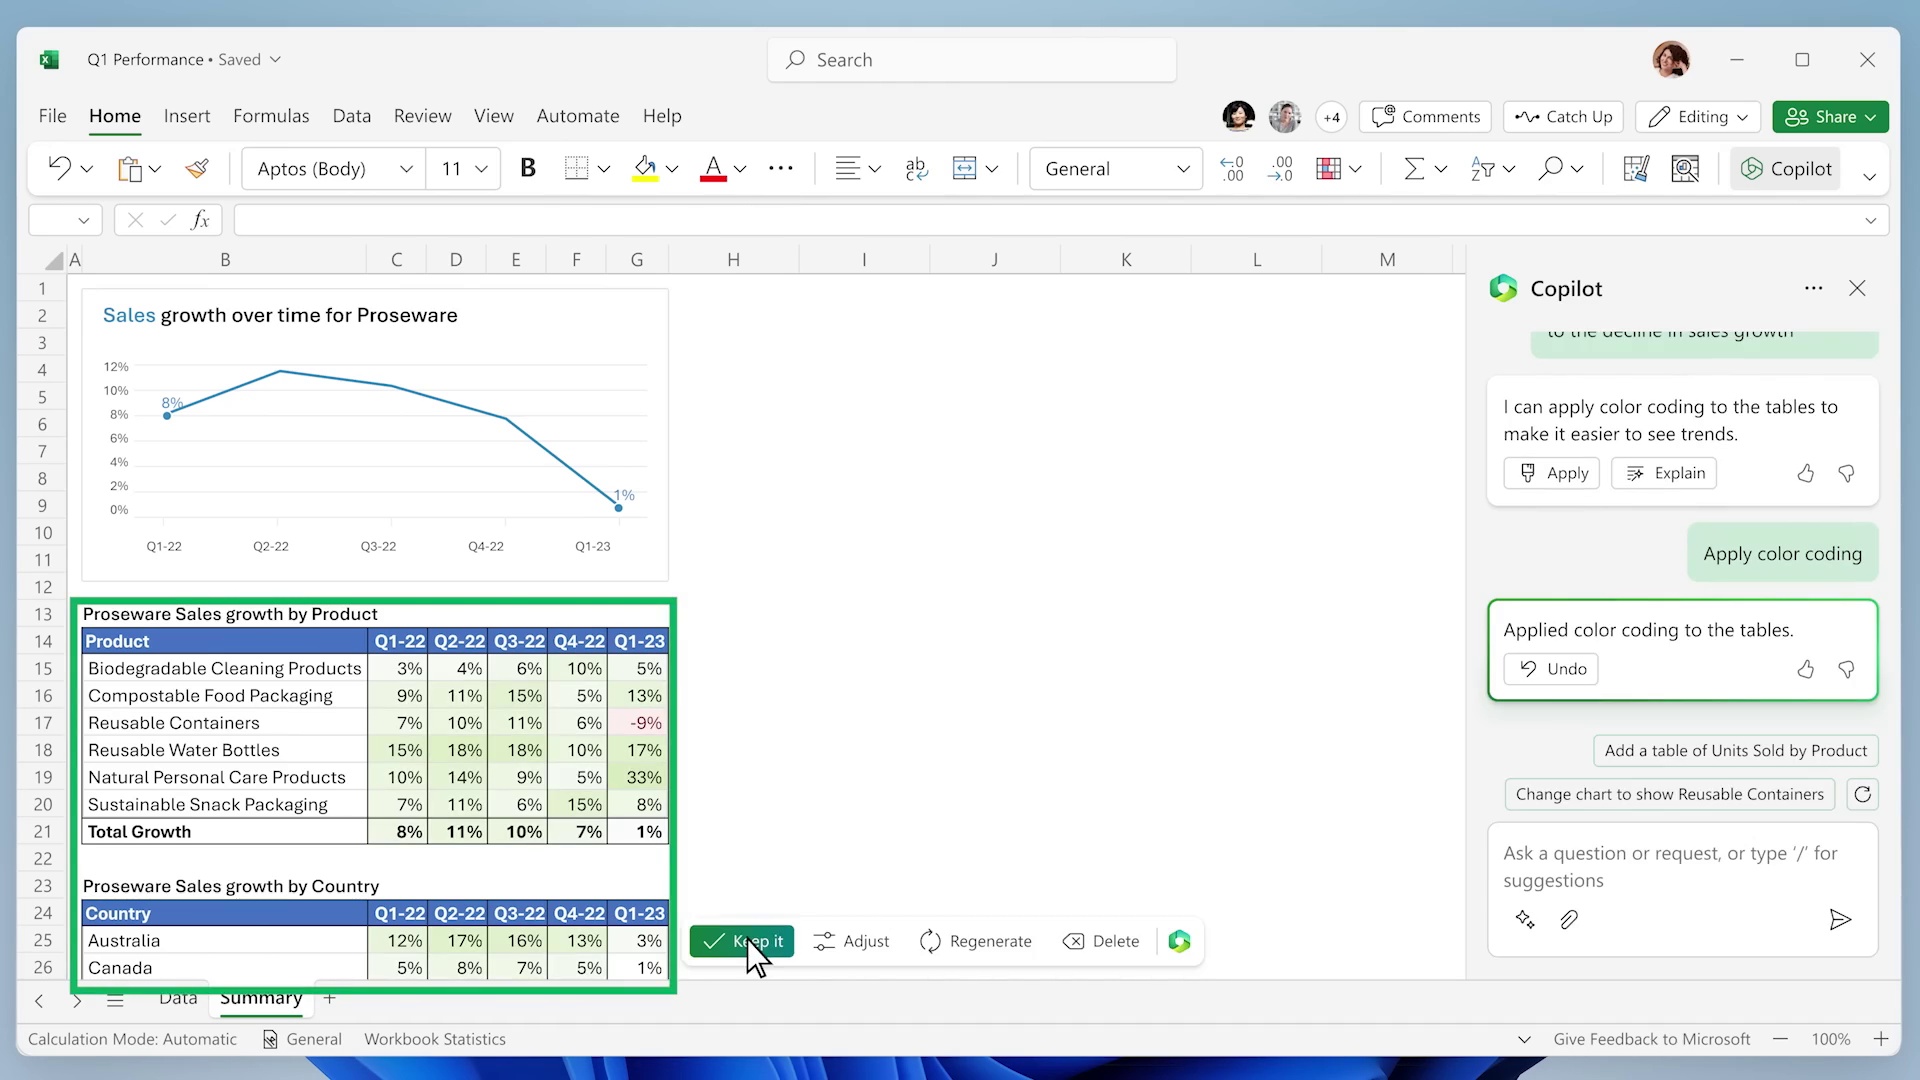 Q1 Performance • Saved
Search
File Home Insert Formulas Data Review View Automate Help
+4 Comments Catch Up Editing Share
Aptos (Body) 11 B A General Copilot
fx
A B C D E F G H I J K L M
1
2
3
4
5
6
7
8
9
10
11
12
13
14
15
16
17
18
19
20
21
22
23
24
25
26
Sales growth over time for Proseware
12%
10%
8%
6%
4%
2%
0%
8%
1%
Q1-22 Q2-22 Q3-22 Q4-22 Q1-23
Proseware Sales growth by Product
Product Q1-22 Q2-22 Q3-22 Q4-22 Q1-23
Biodegradable Cleaning Products 3% 4% 6% 10% 5%
Compostable Food Packaging 9% 11% 15% 5% 13%
Reusable Containers 7% 10% 11% 6% -9%
Reusable Water Bottles 15% 18% 18% 10% 17%
Natural Personal Care Products 10% 14% 9% 5% 33%
Sustainable Snack Packaging 7% 11% 6% 15% 8%
Total Growth 8% 11% 10% 7% 1%
Proseware Sales growth by Country
Country Q1-22 Q2-22 Q3-22 Q4-22 Q1-23
Australia 12% 17% 16% 13% 3%
Canada 5% 8% 7% 5% 1%
Keep it Adjust Regenerate Delete
Copilot
to the decline in sales growth
I can apply color coding to the tables to
make it easier to see trends.
Apply Explain
Apply color coding
Applied color coding to the tables.
Undo
Add a table of Units Sold by Product
Change chart to show Reusable Containers
Ask a question or request, or type '/' for
suggestions
Data Summary
Calculation Mode: Automatic General Workbook Statistics Give Feedback to Microsoft 100%